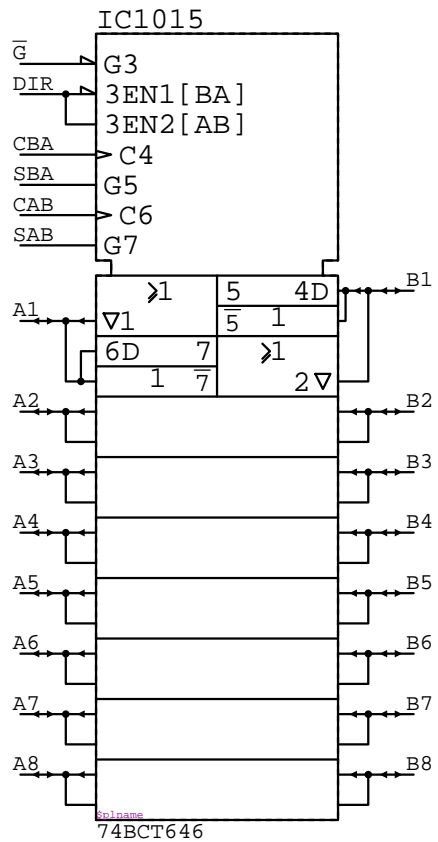 IC1015
G̅ G3
DIR 3EN1[BA]
3EN2[AB]
CBA C4
SBA G5
CAB C6
SAB G7
≥1 5 4D B1
A1 ▽1 5̅ 1
6D 7 ≥1
1 7̅ 2▽
A2 B2
A3 B3
A4 B4
A5 B5
A6 B6
A7 B7
A8 B8
$plname
74BCT646